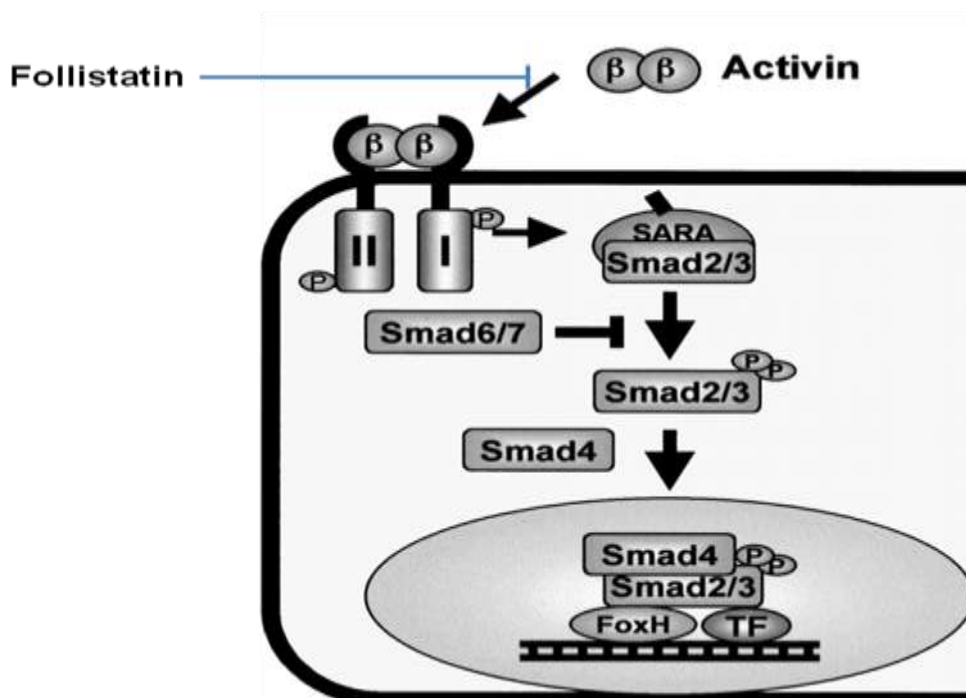 Follistatin
β β Activin
β β
II I P
P
SARA
Smad2/3
Smad6/7
P P
Smad2/3
Smad4
Smad4 P P
Smad2/3
FoxH TF